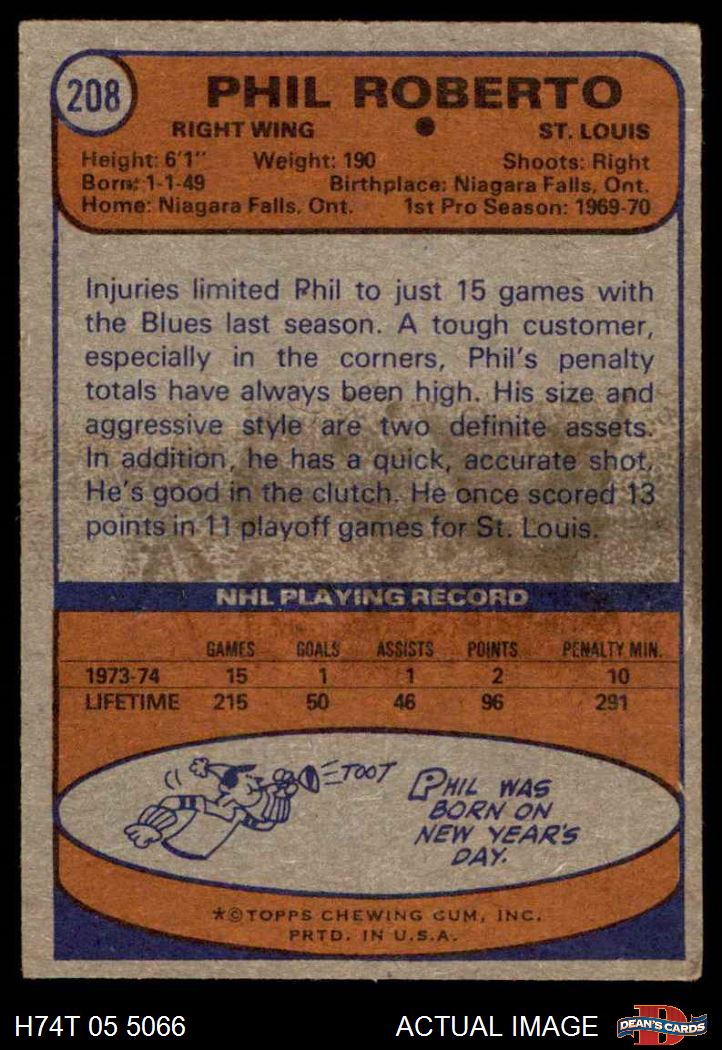 208
PHIL ROBERTO
RIGHT WING ST. LOUIS
Height: 6'1" Weight: 190 Shoots: Right
Born: 1-1-49 Birthplace: Niagara Falls, Ont.
Home: Niagara Falls, Ont. 1st Pro Season: 1969-70
Injuries limited Phil to just 15 games with
the Blues last season. A tough customer,
especially in the corners, Phil's penalty
totals have always been high. His size and
aggressive style are two definite assets.
In addition, he has a quick, accurate shot.
He's good in the clutch. He once scored 13
points in 11 playoff games for St. Louis.
NHL PLAYING RECORD
GAMES GOALS ASSISTS POINTS PENALTY MIN.
1973-74 15 1 1 2 10
LIFETIME 215 50 46 96 291
TOOT
PHIL WAS
BORN ON
NEW YEAR'S
DAY.
*©TOPPS CHEWING GUM, INC.
PRTD. IN U.S.A.
H74T 05 5066 ACTUAL IMAGE D DEAN'S CARDS